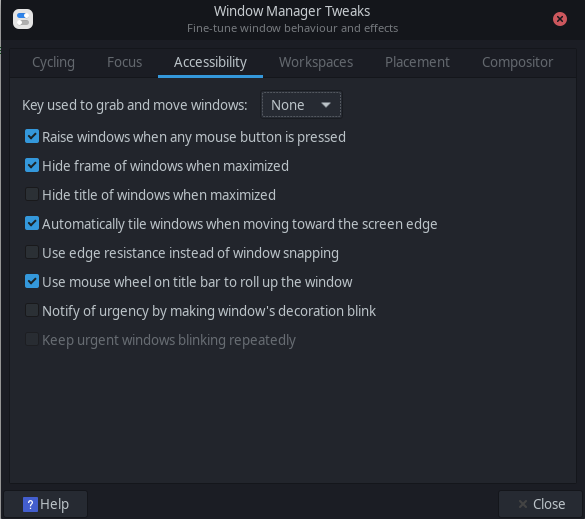 Window Manager Tweaks
Fine-tune window behaviour and effects
Cycling Focus Accessibility Workspaces Placement Compositor
Key used to grab and move windows: None
Raise windows when any mouse button is pressed
Hide frame of windows when maximized
Hide title of windows when maximized
Automatically tile windows when moving toward the screen edge
Use edge resistance instead of window snapping
Use mouse wheel on title bar to roll up the window
Notify of urgency by making window's decoration blink
Keep urgent windows blinking repeatedly
? Help Close